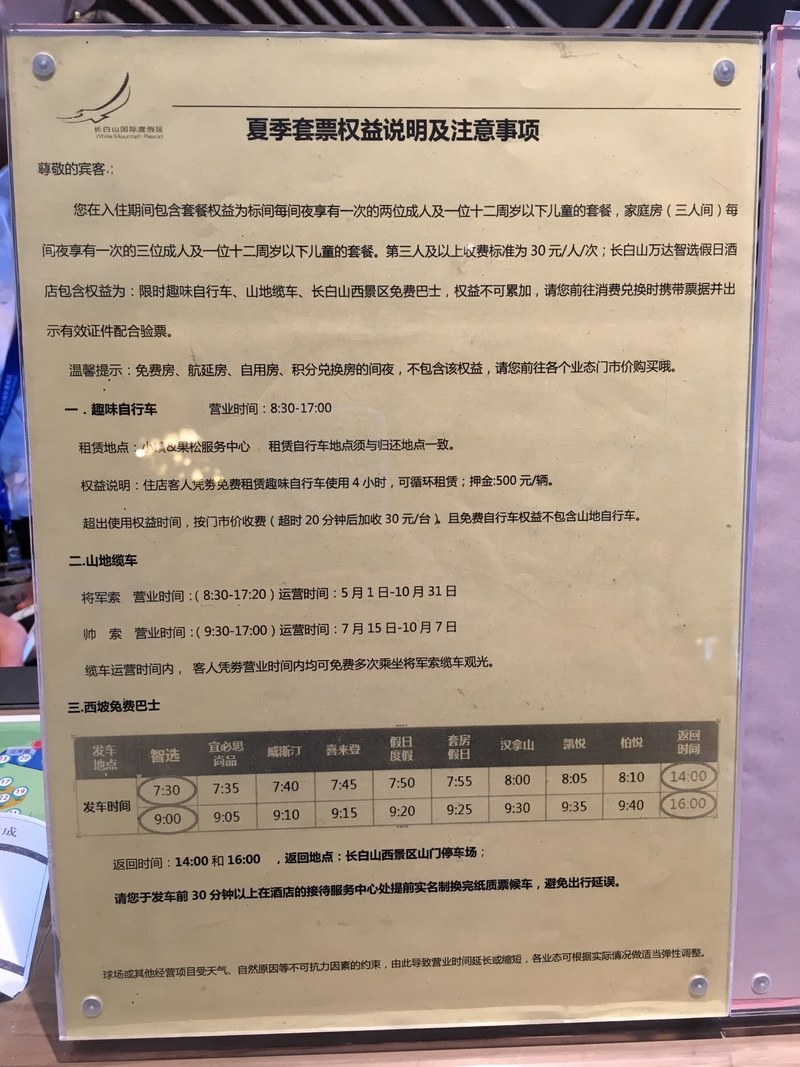 长白山国际度假区
White Mountain Resort
夏季套票权益说明及注意事项
尊敬的宾客：
您在入住期间包含套餐权益为标间每间夜享有一次的两位成人及一位十二周岁以下儿童的套餐，家庭房（三人间）每
间夜享有一次的三位成人及一位十二周岁以下儿童的套餐。第三人及以上收费标准为 30 元/人/次；长白山万达智选假日酒
店包含权益为：限时趣味自行车、山地缆车、长白山西景区免费巴士，权益不可累加，请您前往消费兑换时携带票据并出
示有效证件配合验票。
温馨提示：免费房、航延房、自用房、积分兑换房的间夜，不包含该权益，请您前往各个业态门市价购买哦。
一．趣味自行车 营业时间：8:30-17:00
租赁地点：小镇&果松服务中心 租赁自行车地点须与归还地点一致。
权益说明：住店客人凭劵免费租赁趣味自行车使用 4 小时，可循环租赁；押金:500 元/辆。
超出使用权益时间，按门市价收费（超时 20 分钟后加收 30 元/台）。且免费自行车权益不包含山地自行车。
二.山地缆车
将军索 营业时间：（8:30-17:20）运营时间：5 月 1 日-10 月 31 日
帅 索 营业时间：（9:30-17:00）运营时间：7 月 15 日-10 月 7 日
缆车运营时间内， 客人凭劵营业时间内均可免费多次乘坐将军索缆车观光。
三.西坡免费巴士
发车地点 智选 宜必思尚品 威斯汀 喜来登 假日度假 套房假日 汉拿山 凯悦 柏悦 返回时间
发车时间 7:30 7:35 7:40 7:45 7:50 7:55 8:00 8:05 8:10 14:00
9:00 9:05 9:10 9:15 9:20 9:25 9:30 9:35 9:40 16:00
返回时间：14:00 和 16:00 ，返回地点：长白山西景区山门停车场；
请您于发车前 30 分钟以上在酒店的接待服务中心处提前实名制换完纸质票候车，避免出行延误。
球场或其他经营项目受天气、自然原因等不可抗力因素的约束，由此导致营业时间延长或缩短，各业态可根据实际情况做适当弹性调整。